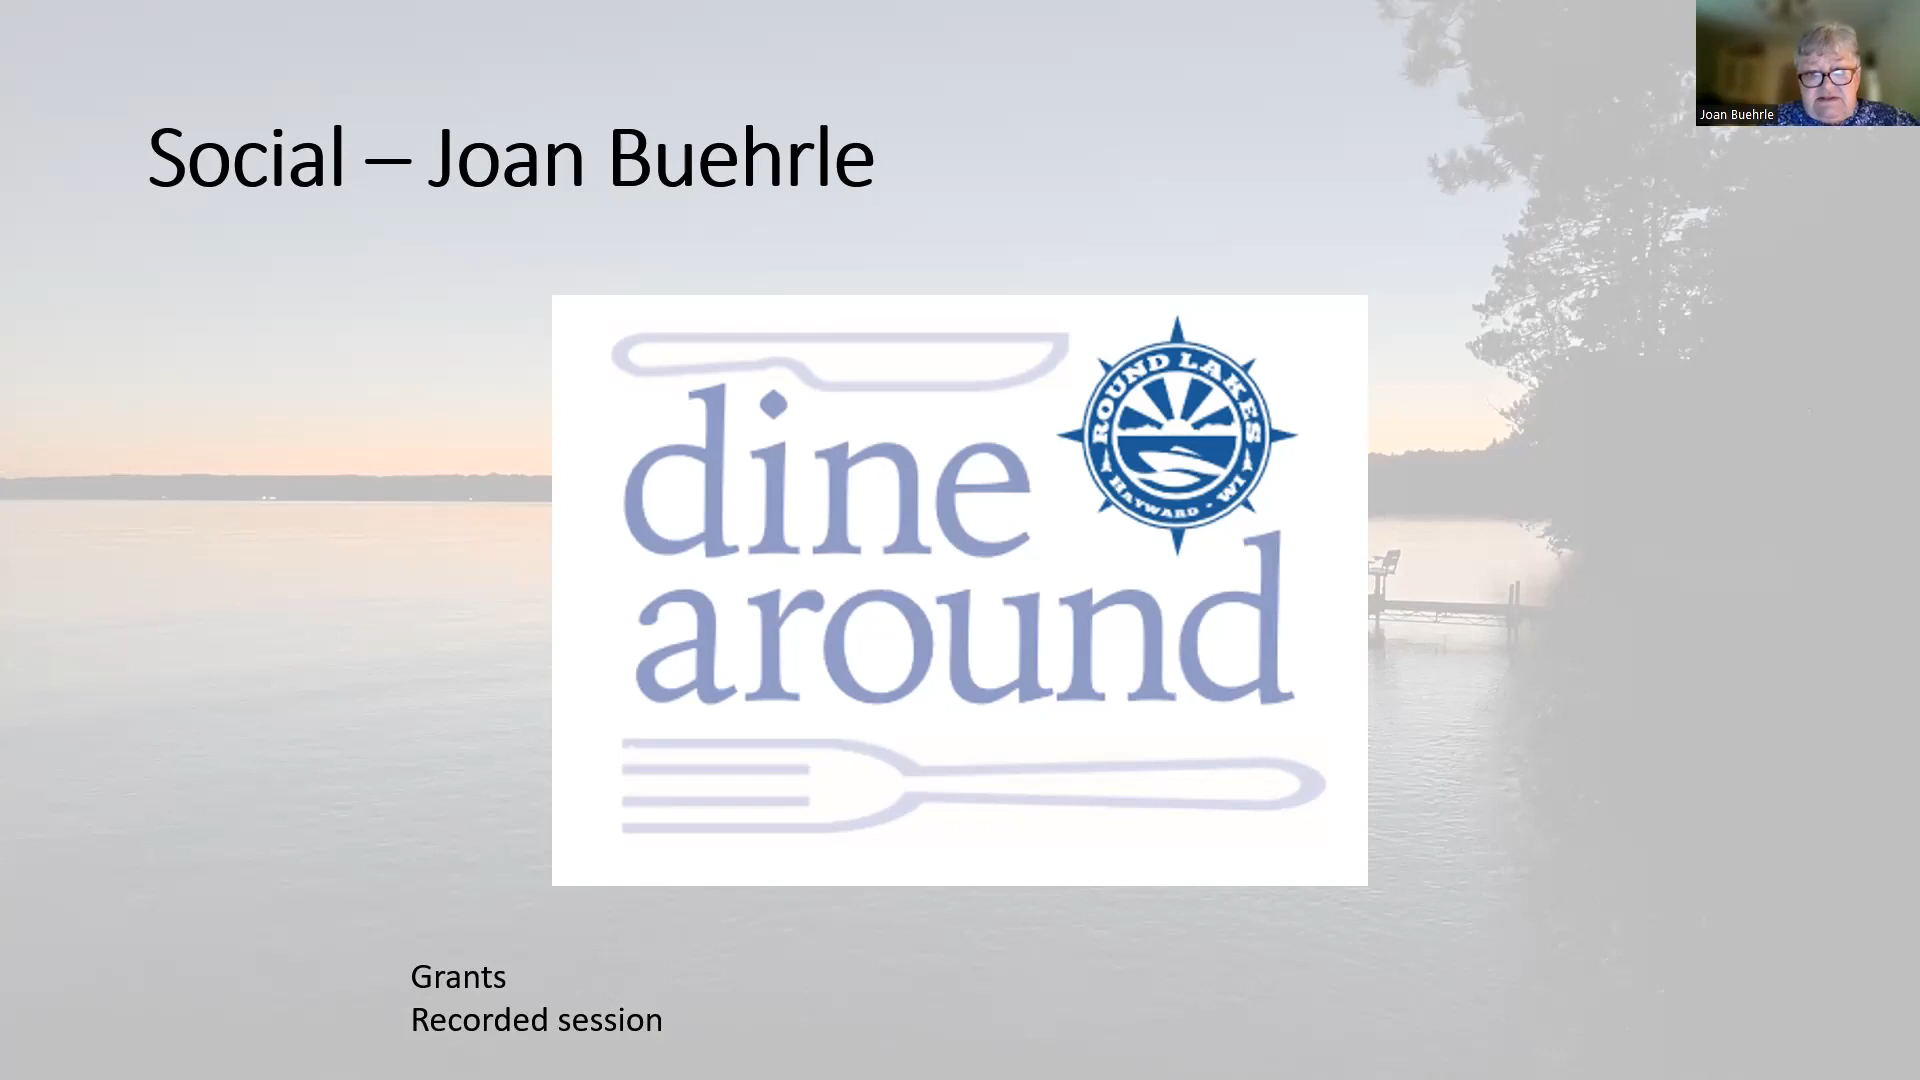 Joan Buehrle
Social – Joan Buehrle
ROUND LAKES
HAYWARD · WI
dine
around
Grants
Recorded session